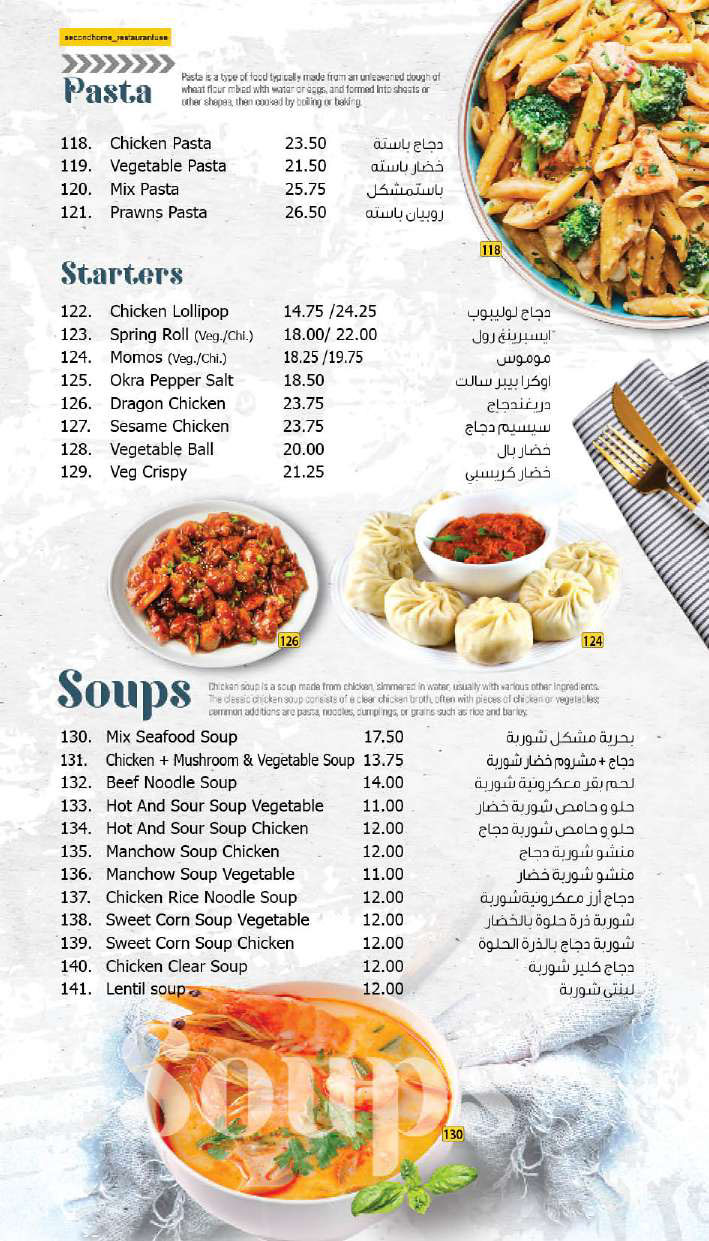 secondhome_restaurantuae
Pasta
Pasta is a type of food typically made from an unleavened dough of
wheat flour mixed with water or eggs, and formed into sheets or
other shapes, then cooked by boiling or baking.
118. Chicken Pasta 23.50 دجاج باستة
119. Vegetable Pasta 21.50 خضار باسته
120. Mix Pasta 25.75 باستمشكل
121. Prawns Pasta 26.50 روبيان باسته
118
Starters
122. Chicken Lollipop 14.75 /24.25 دجاج لوليبوب
123. Spring Roll (Veg./Chi.) 18.00/ 22.00 ايسبرينغ رول
124. Momos (Veg./Chi.) 18.25 /19.75 موموس
125. Okra Pepper Salt 18.50 اوكرا بيبر سالت
126. Dragon Chicken 23.75 دريغندجاج
127. Sesame Chicken 23.75 سيسيم دجاج
128. Vegetable Ball 20.00 خضار بال
129. Veg Crispy 21.25 خضار كريسبي
126
124
Soups
Chicken soup is a soup made from chicken, simmered in water, usually with various other ingredients.
The classic chicken soup consists of a clear chicken broth, often with pieces of chicken or vegetables;
common additions are pasta, noodles, dumplings, or grains such as rice and barley.
130. Mix Seafood Soup 17.50 بحرية مشكل شوربة
131. Chicken + Mushroom & Vegetable Soup 13.75 دجاج + مشروم خضار شوربة
132. Beef Noodle Soup 14.00 لحم بقر معكرونية شوربة
133. Hot And Sour Soup Vegetable 11.00 حلو و حامص شوربة خضار
134. Hot And Sour Soup Chicken 12.00 حلو و حامص شوربة دجاج
135. Manchow Soup Chicken 12.00 منشو شوربة دجاج
136. Manchow Soup Vegetable 11.00 منشو شوربة خضار
137. Chicken Rice Noodle Soup 12.00 دجاج أرز معكرونيةشوربة
138. Sweet Corn Soup Vegetable 12.00 شوربة ذرة حلوة بالخضار
139. Sweet Corn Soup Chicken 12.00 شوربة دجاج بالذرة الحلوة
140. Chicken Clear Soup 12.00 دجاج كلير شوربة
141. Lentil soup 12.00 لينتي شوربة
Soups
130